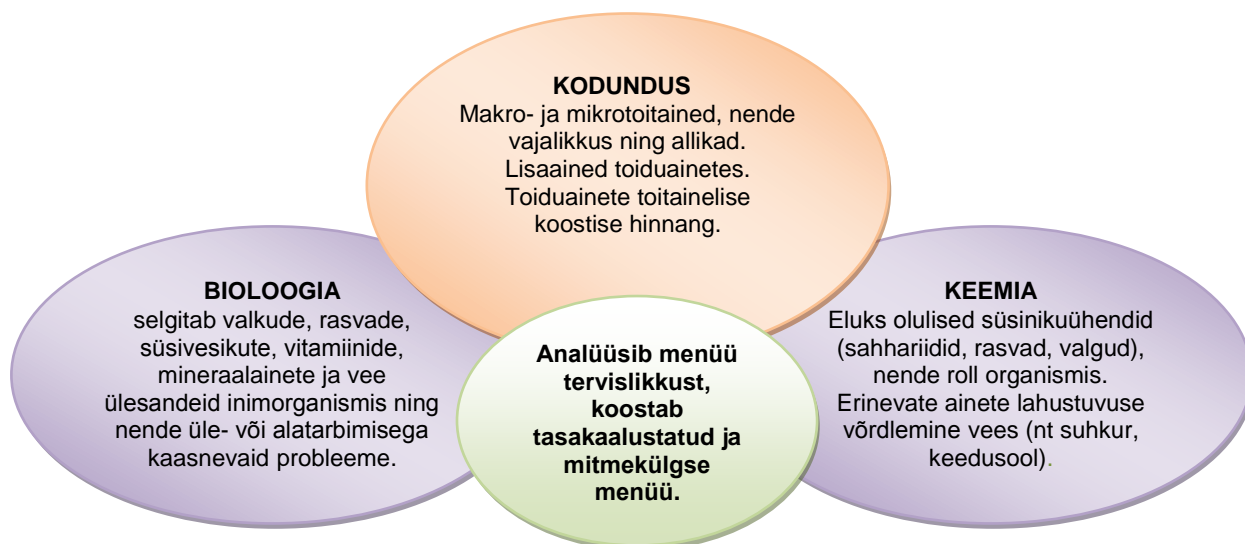 KODUNDUS
Makro- ja mikrotoitained, nende
vajalikkus ning allikad.
Lisaained toiduainetes.
Toiduainete toitainelise
koostise hinnang.
BIOLOOGIA
selgitab valkude, rasvade,
süsivesikute, vitamiinide,
mineraalainete ja vee
ülesandeid inimorganismis ning
nende üle- või alatarbimisega
kaasnevaid probleeme.
Analüüsib menüü
tervislikkust,
koostab
tasakaalustatud ja
mitmekülgse
menüü.
KEEMIA
Eluks olulised süsinikuühendid
(sahhariidid, rasvad, valgud),
nende roll organismis.
Erinevate ainete lahustuvuse
võrdlemine vees (nt suhkur,
keedusool).